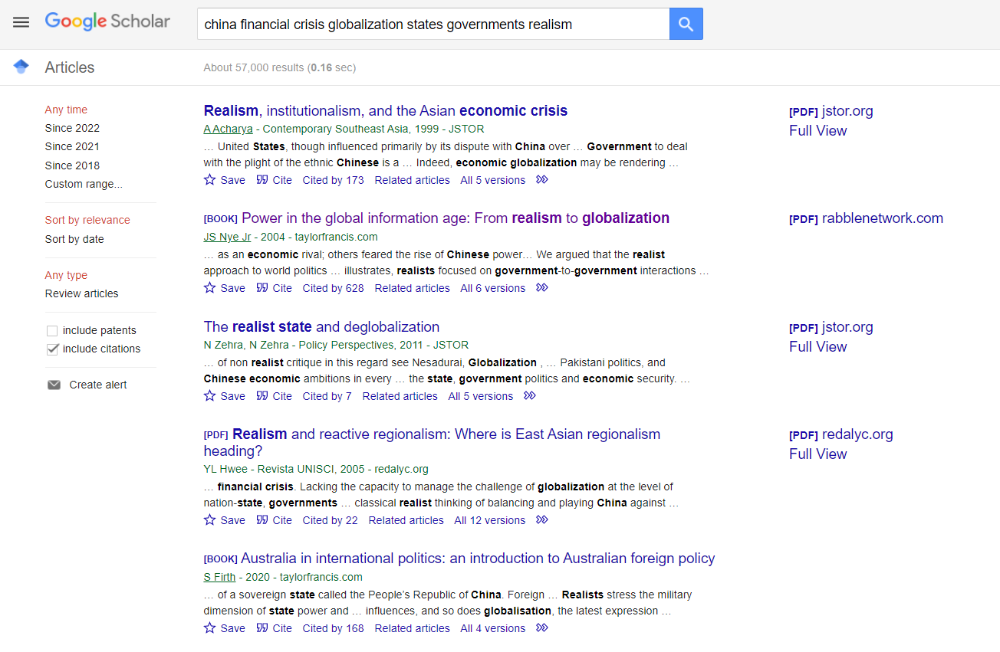 Google Scholar
china financial crisis globalization states governments realism
Articles
About 57,000 results (0.16 sec)
Any time
Since 2022
Since 2021
Since 2018
Custom range...
Sort by relevance
Sort by date
Any type
Review articles
include patents
include citations
Create alert
Realism, institutionalism, and the Asian economic crisis
A Acharya - Contemporary Southeast Asia, 1999 - JSTOR
… United States, though influenced primarily by its dispute with China over … Government to deal
with the plight of the ethnic Chinese is a … Indeed, economic globalization may be rendering …
Save Cite Cited by 173 Related articles All 5 versions
[PDF] jstor.org
Full View
[BOOK] Power in the global information age: From realism to globalization
JS Nye Jr - 2004 - taylorfrancis.com
… as an economic rival; others feared the rise of Chinese power… We argued that the realist
approach to world politics … illustrates, realists focused on government-to-government interactions …
Save Cite Cited by 628 Related articles All 6 versions
[PDF] rabblenetwork.com
The realist state and deglobalization
N Zehra, N Zehra - Policy Perspectives, 2011 - JSTOR
… of non realist critique in this regard see Nesadurai, Globalization , … Pakistani politics, and
Chinese economic ambitions in every … the state, government politics and economic security. …
Save Cite Cited by 7 Related articles All 5 versions
[PDF] jstor.org
Full View
[PDF] Realism and reactive regionalism: Where is East Asian regionalism
heading?
YL Hwee - Revista UNISCI, 2005 - redalyc.org
… financial crisis. Lacking the capacity to manage the challenge of globalization at the level of
nation-state, governments … classical realist thinking of balancing and playing China against …
Save Cite Cited by 22 Related articles All 12 versions
[PDF] redalyc.org
Full View
[BOOK] Australia in international politics: an introduction to Australian foreign policy
S Firth - 2020 - taylorfrancis.com
… of a sovereign state called the People's Republic of China. Foreign … Realists stress the military
dimension of state power and … influences, and so does globalisation, the latest expression …
Save Cite Cited by 168 Related articles All 4 versions